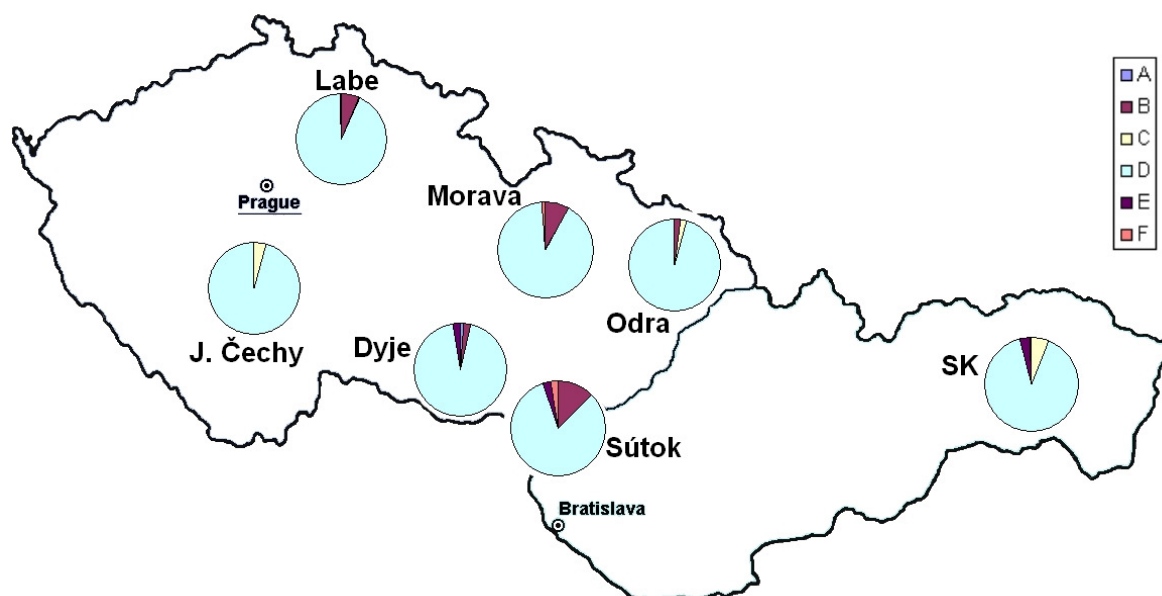 Labe
Prague
Morava
J. Čechy
Dyje
Odra
Sútok
SK
Bratislava
A
B
C
D
E
F